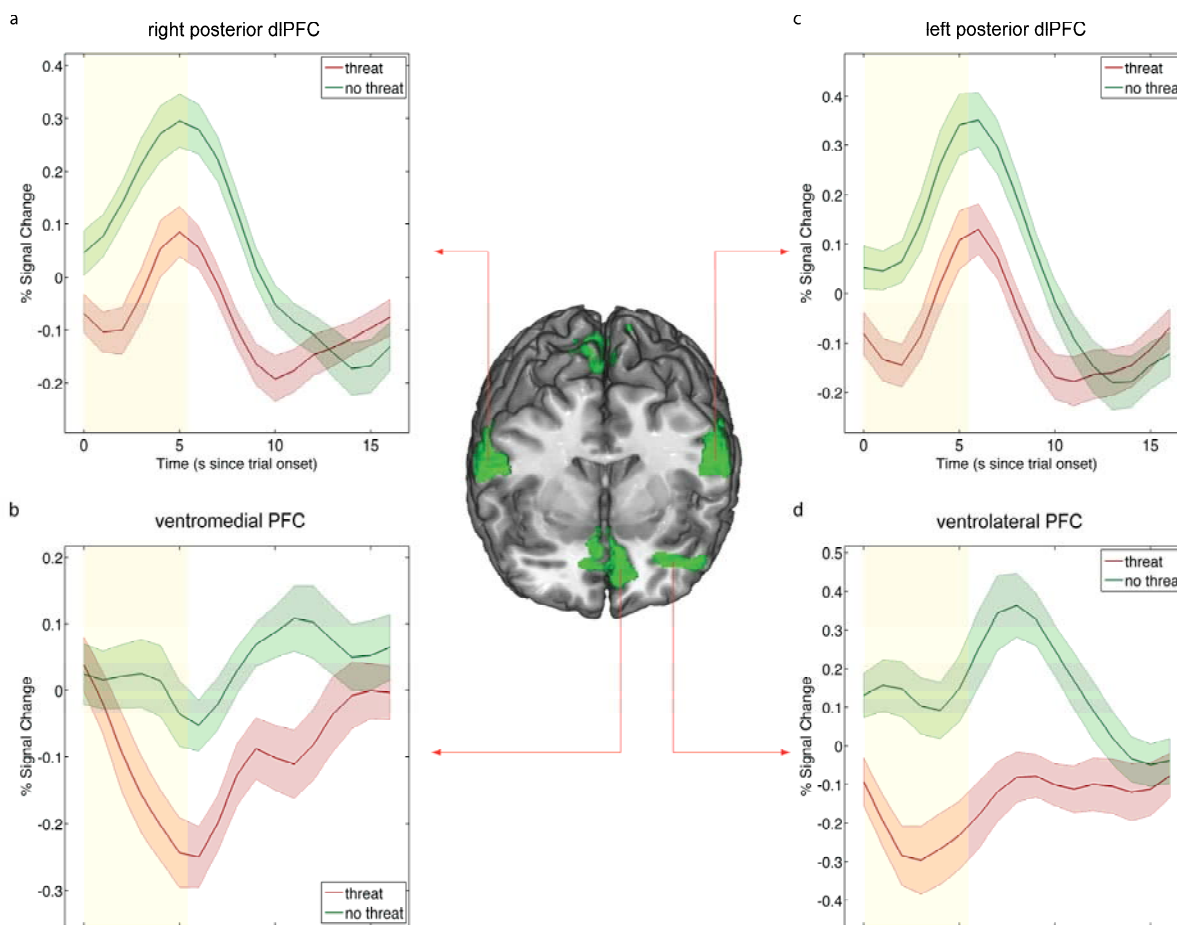 a
right posterior dlPFC
% Signal Change
0.4
0.3
0.2
0.1
0
-0.1
-0.2
threat
no threat
0 5 10 15
Time (s since trial onset)
c
left posterior dlPFC
% Signal Change
0.4
0.3
0.2
0.1
0
-0.1
-0.2
threat
no threat
0 5 10 15
Time (s since trial onset)
b
ventromedial PFC
% Signal Change
0.2
0.1
0
-0.1
-0.2
-0.3
threat
no threat
d
ventrolateral PFC
% Signal Change
0.5
0.4
0.3
0.2
0.1
0
-0.1
-0.2
-0.3
-0.4
threat
no threat